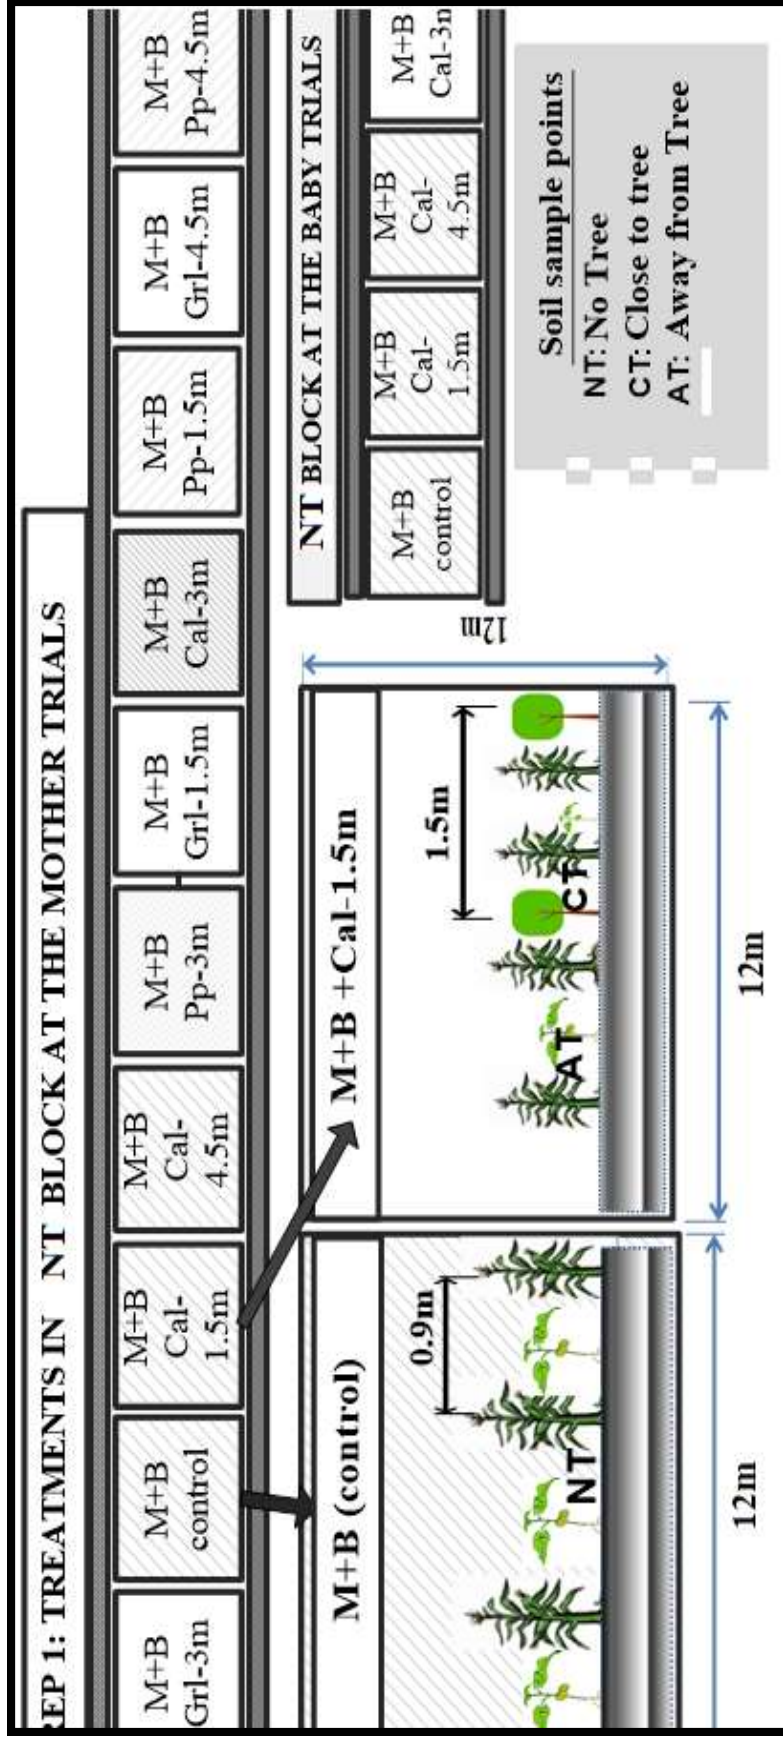 REP 1: TREATMENTS IN NT BLOCK AT THE MOTHER TRIALS
M+B
Grl-3m
M+B
control
M+B
Cal-
1.5m
M+B
Cal-
4.5m
M+B
Pp-3m
M+B
Grl-1.5m
M+B
Cal-3m
M+B
Pp-1.5m
M+B
Grl-4.5m
M+B
Pp-4.5m
NT BLOCK AT THE BABY TRIALS
M+B
control
M+B
Cal-
1.5m
M+B
Cal-
4.5m
M+B
Cal-3m
M+B (control)
0.9m
NT
12m
M+B +Cal-1.5m
1.5m
AT
CT
12m
12m
Soil sample points
NT: No Tree
CT: Close to tree
AT: Away from Tree